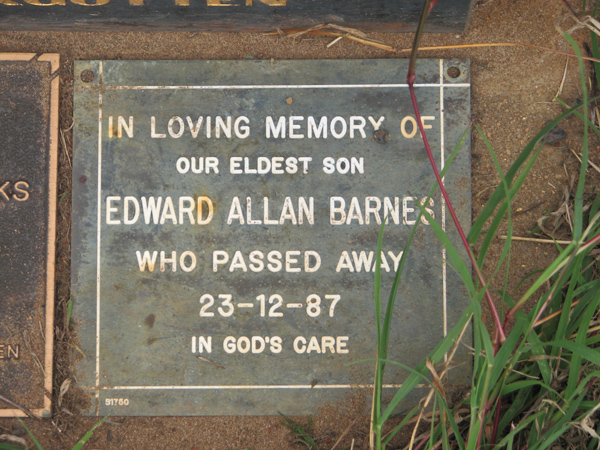 IN LOVING MEMORY OF
OUR ELDEST SON
EDWARD ALLAN BARNES
WHO PASSED AWAY
23-12-87
IN GOD'S CARE